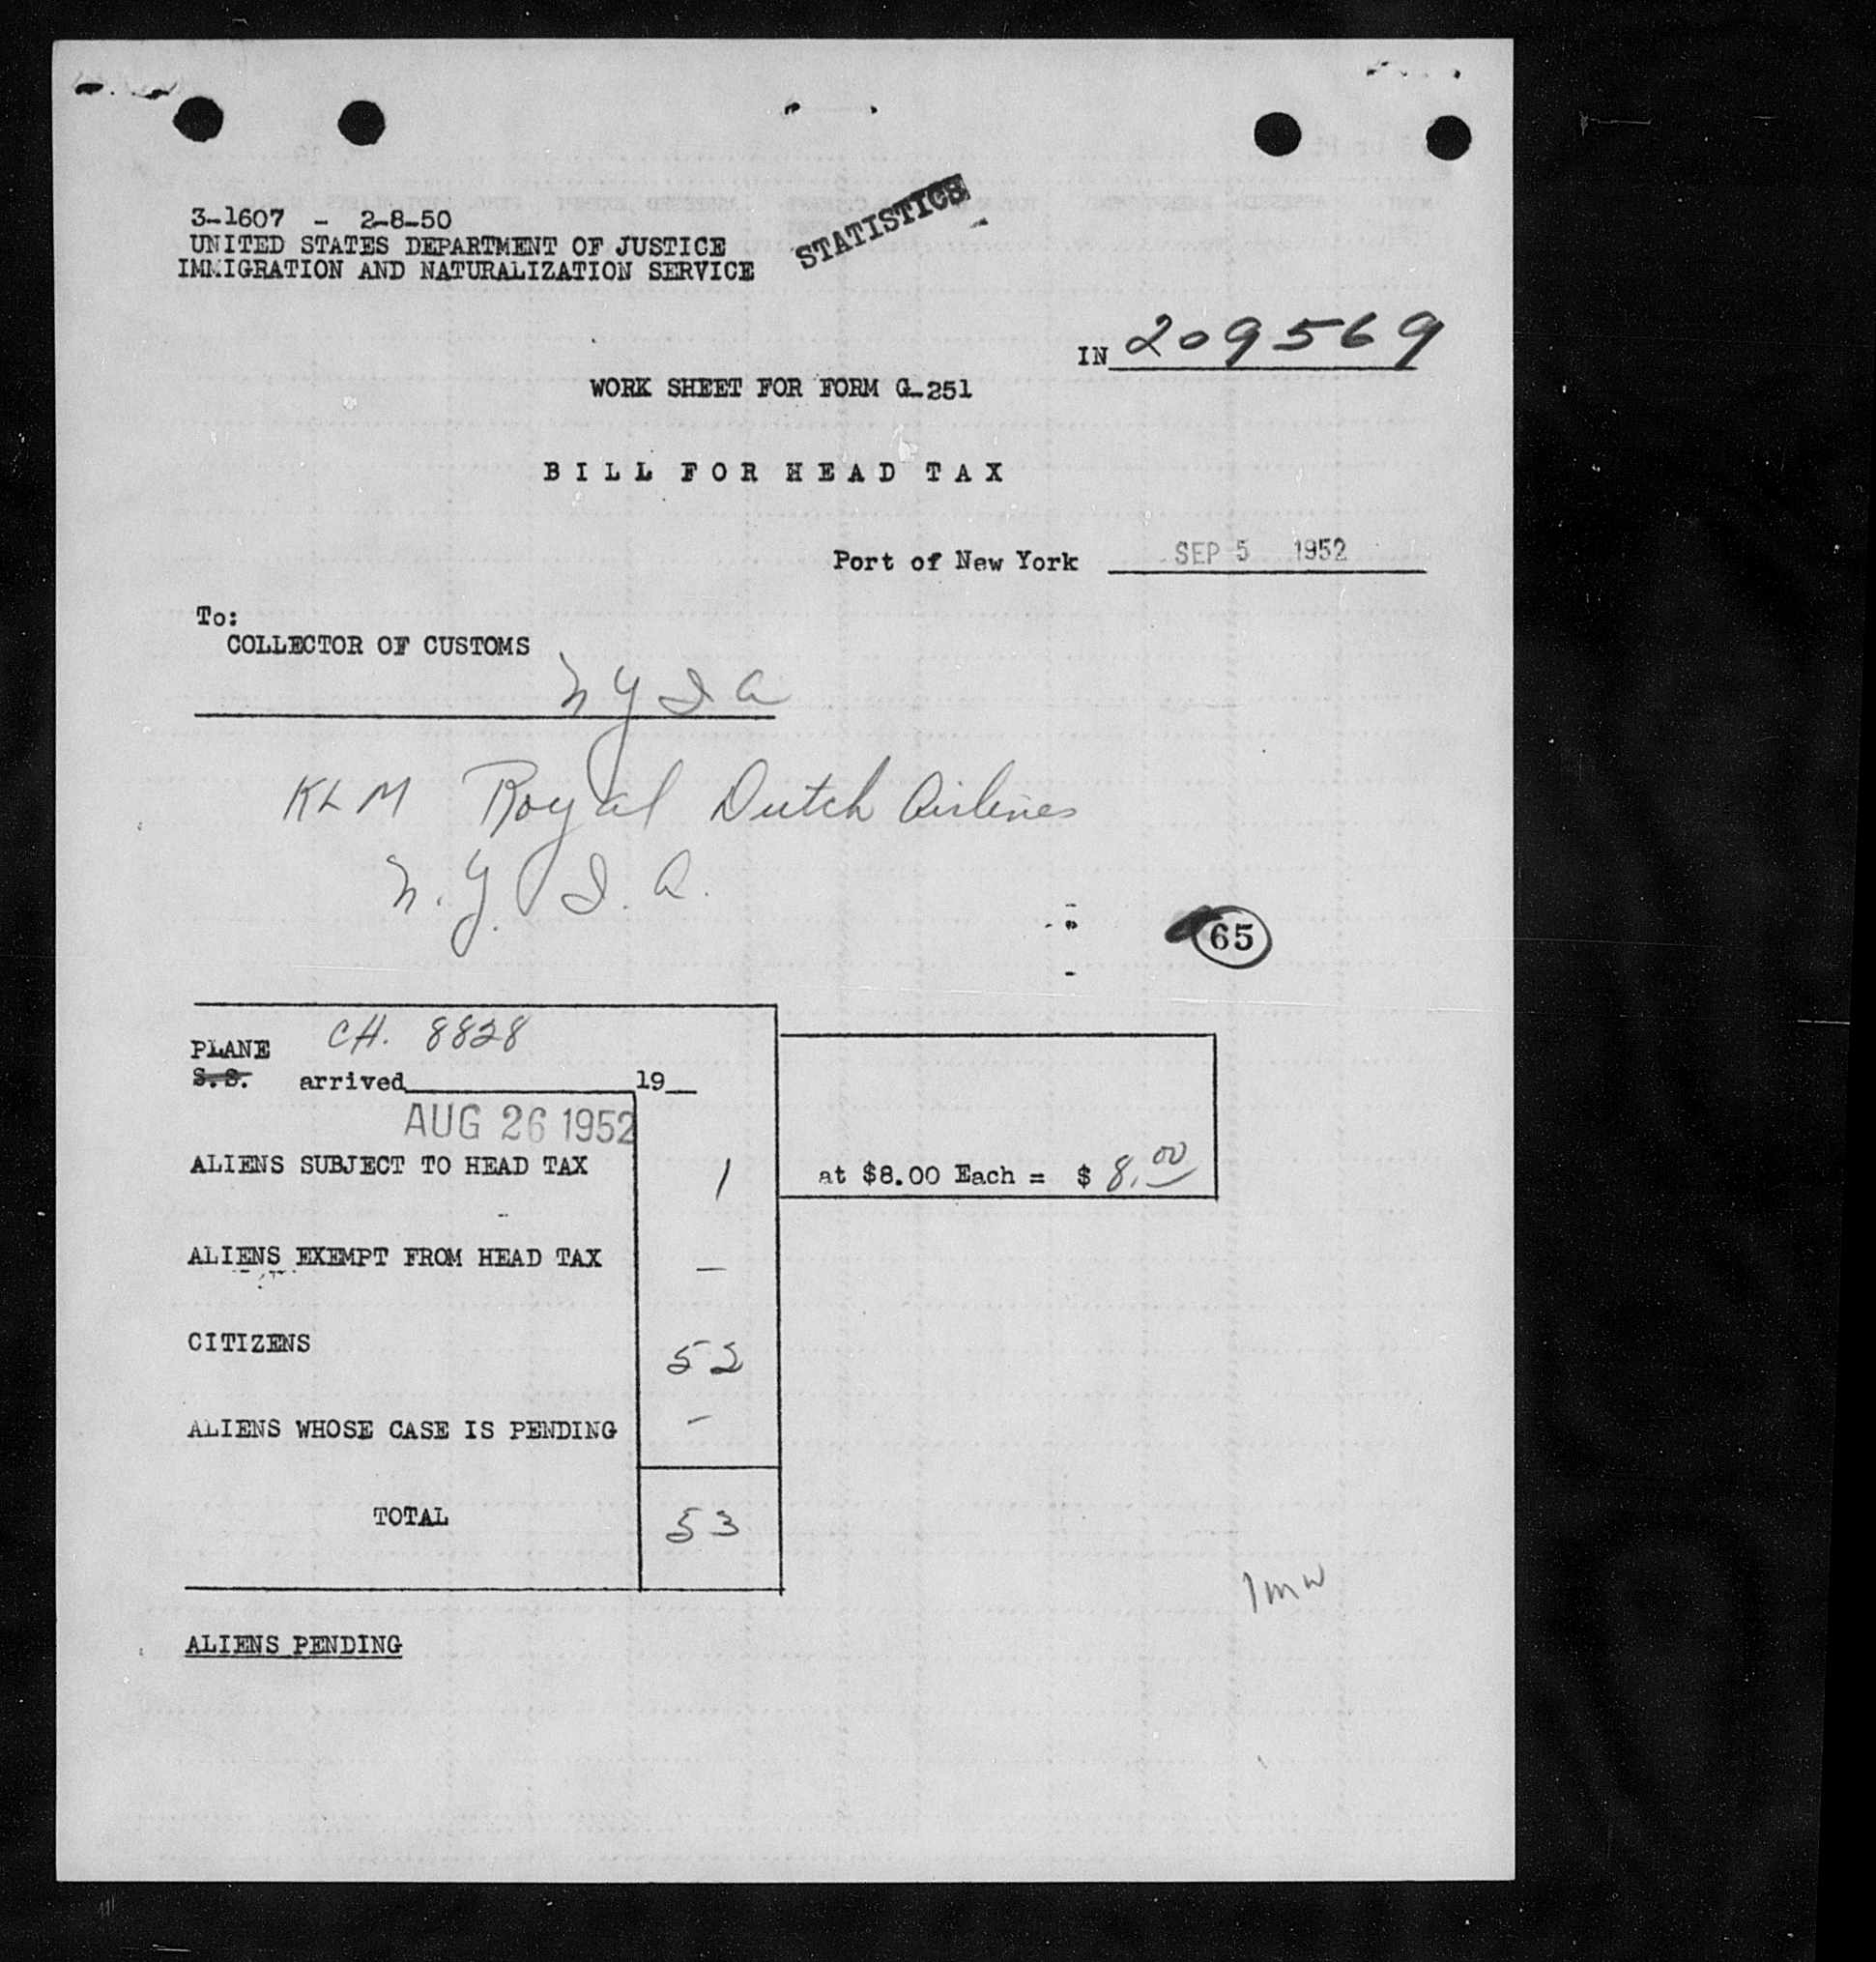 3-1607 - 2-8-50
UNITED STATES DEPARTMENT OF JUSTICE
IMMIGRATION AND NATURALIZATION SERVICE
STATISTICS
IN 209569
WORK SHEET FOR FORM G-251
BILL FOR HEAD TAX
Port of New York SEP 5 1952
To:
COLLECTOR OF CUSTOMS
N Y I A
KLM Royal Dutch Airlines
N.Y. I. A.
65
PLANE CH. 8828
S.S. arrived 19
AUG 26 1952
ALIENS SUBJECT TO HEAD TAX 1 at $8.00 Each = $ 8.00
ALIENS EXEMPT FROM HEAD TAX —
CITIZENS 52
ALIENS WHOSE CASE IS PENDING -
TOTAL 53
ALIENS PENDING